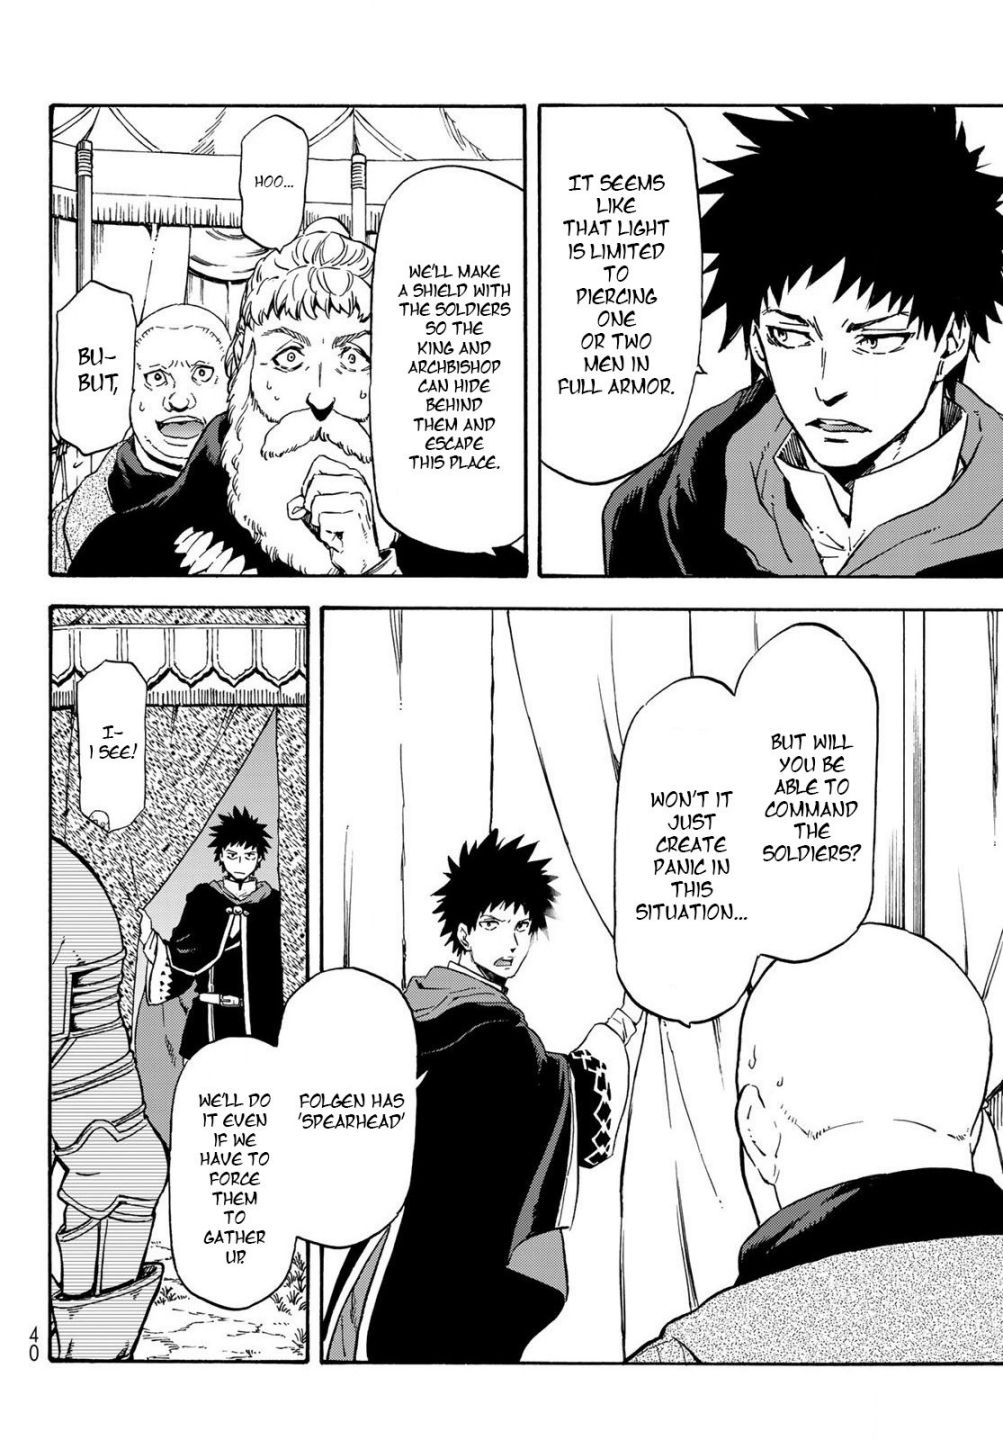 IT SEEMS
LIKE
THAT LIGHT
IS LIMITED
TO
PIERCING
ONE
OR TWO
MEN IN
FULL ARMOR.
WE'LL MAKE
A SHIELD WITH
THE SOLDIERS
SO THE
KING AND
ARCHBISHOP
CAN HIDE
BEHIND
THEM AND
ESCAPE
THIS PLACE.
HOO...
BU-
BUT,
BUT WILL
YOU BE
ABLE TO
COMMAND
THE
SOLDIERS?
WON'T IT
JUST
CREATE
PANIC IN
THIS
SITUATION...
FOLGEN HAS
'SPEARHEAD'
WE'LL DO
IT EVEN
IF WE
HAVE TO
FORCE
THEM
TO
GATHER
UP.
I-
I SEE!
40